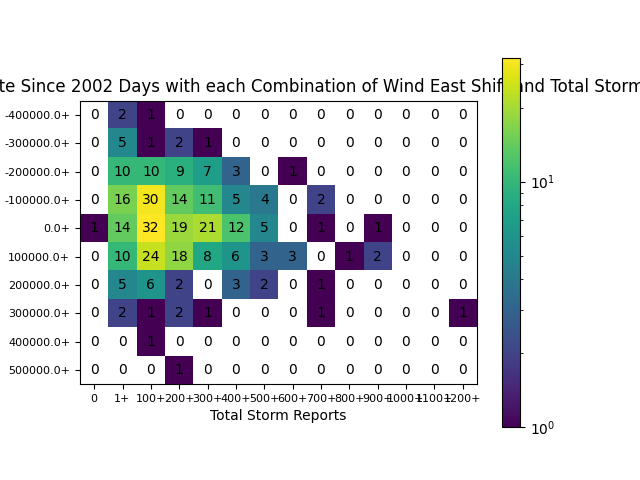 te Since 2002 Days with each Combination of Wind East Shif and Total Storm
-400000.0+ 0 2 1 0 0 0 0 0 0 0 0 0 0 0
-300000.0+ 0 5 1 2 1 0 0 0 0 0 0 0 0 0
-200000.0+ 0 10 10 9 7 3 0 1 0 0 0 0 0 0
-100000.0+ 0 16 30 14 11 5 4 0 2 0 0 0 0 0
0.0+ 1 14 32 19 21 12 5 0 1 0 1 0 0 0
100000.0+ 0 10 24 18 8 6 3 3 0 1 2 0 0 0
200000.0+ 0 5 6 2 0 3 2 0 1 0 0 0 0 0
300000.0+ 0 2 1 2 1 0 0 0 1 0 0 0 0 1
400000.0+ 0 0 1 0 0 0 0 0 0 0 0 0 0 0
500000.0+ 0 0 0 1 0 0 0 0 0 0 0 0 0 0
0 1+ 100+ 200+ 300+ 400+ 500+ 600+ 700+ 800+ 900+ 1000+ 1100+ 1200+
Total Storm Reports
10¹
10⁰